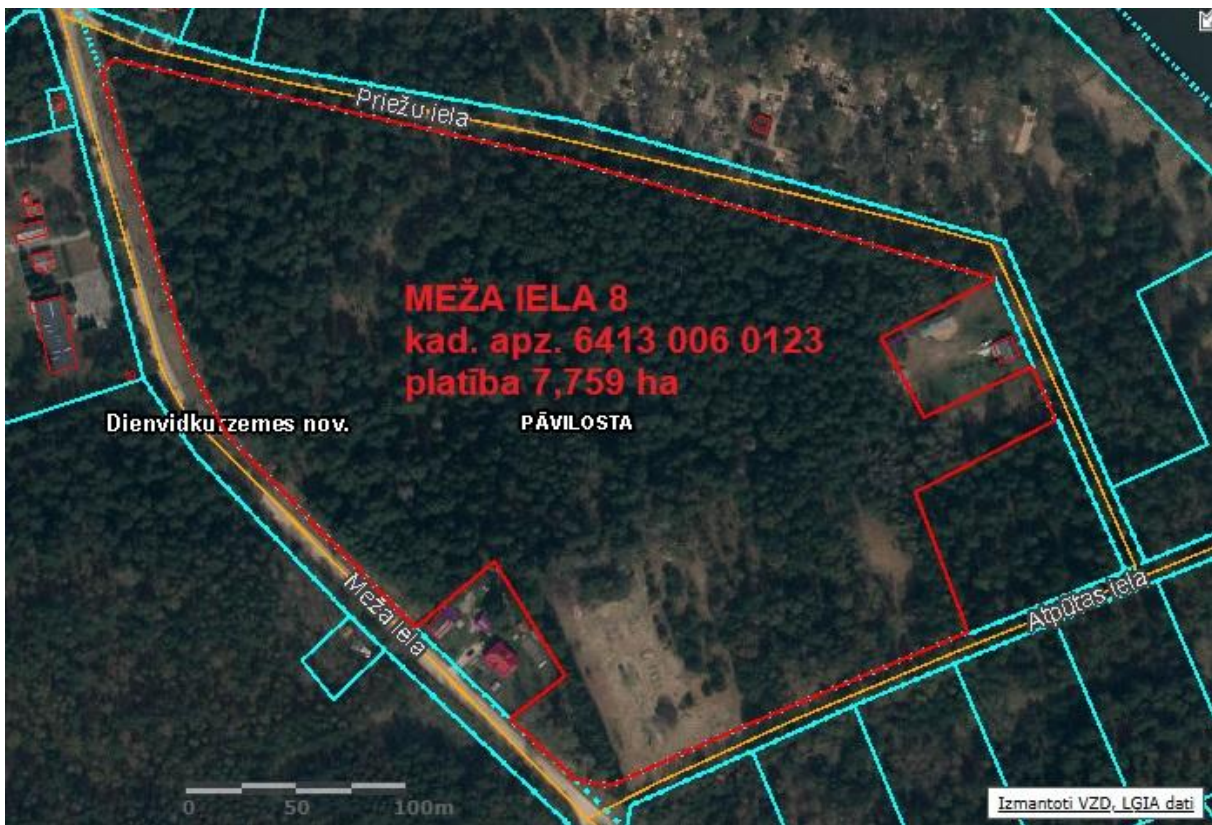 Priežu iela
MEŽA IELA 8
kad. apz. 6413 006 0123
platība 7,759 ha
Dienvidkurzemes nov.
PĀVILOSTA
Meža iela
Atpūtas iela
0 50 100m
Izmantoti VZD, LĢIA dati